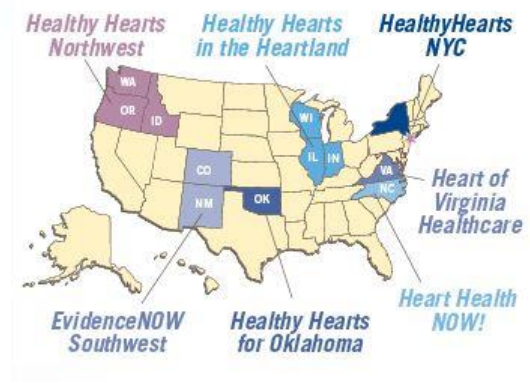 Healthy Hearts
Northwest
Healthy Hearts
in the Heartland
HealthyHearts
NYC
WA
OR
ID
WI
IL
IN
CO
NM
OK
VA
NC
Heart of
Virginia
Healthcare
Heart Health
NOW!
EvidenceNOW
Southwest
Healthy Hearts
for Oklahoma